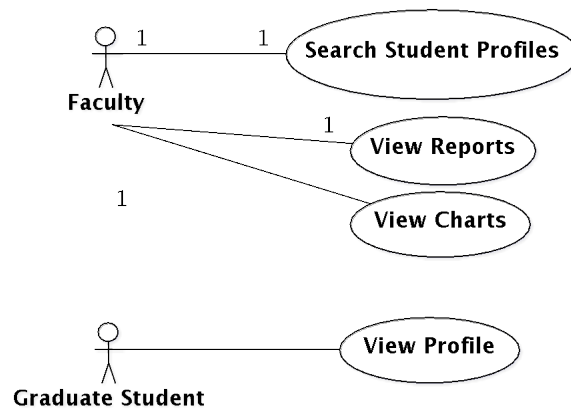 1 1
Search Student Profiles
Faculty
1
View Reports
1
View Charts
View Profile
Graduate Student